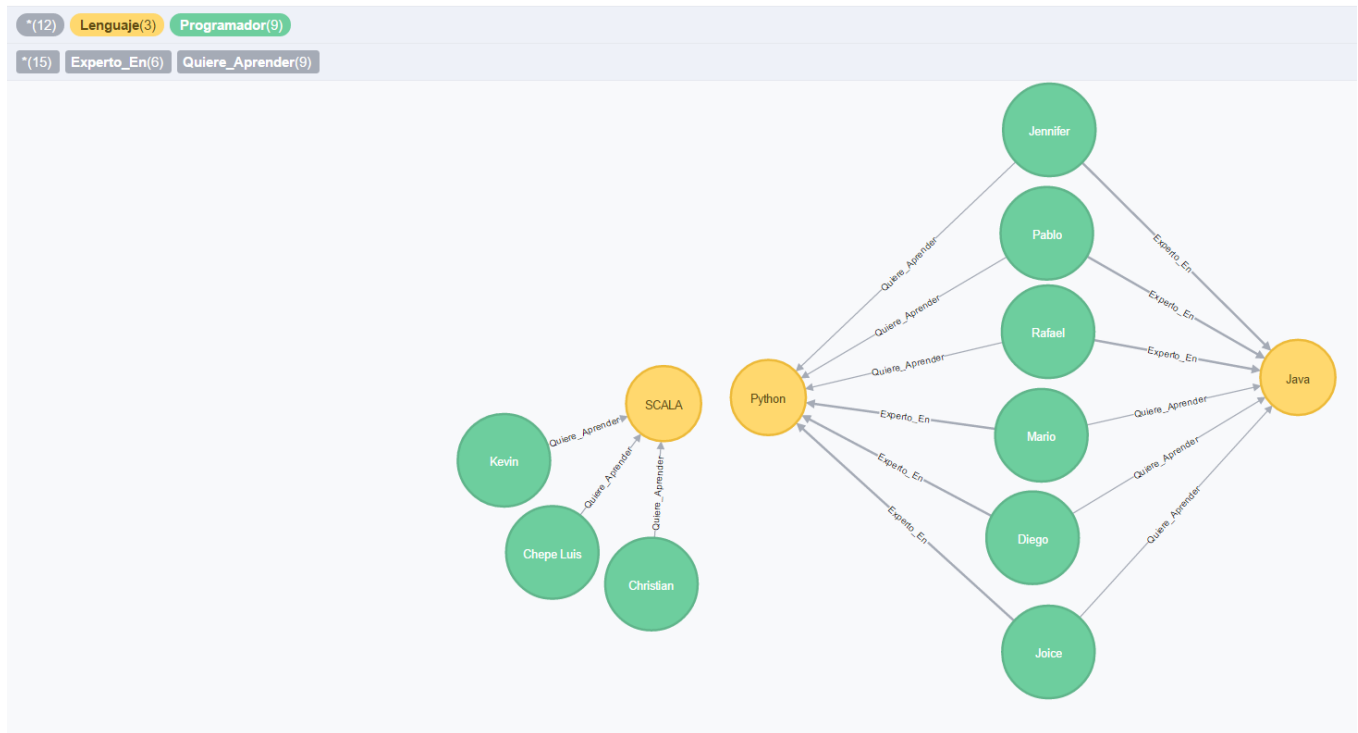 *(12) Lenguaje(3) Programador(9)
*(15) Experto_En(6) Quiere_Aprender(9)
Jennifer
Quiere_Aprender
Experto_En
Pablo
Quiere_Aprender
Experto_En
Rafael
Quiere_Aprender
Experto_En
Java
Python
SCALA
Mario
Experto_En
Quiere_Aprender
Kevin
Quiere_Aprender
Diego
Experto_En
Quiere_Aprender
Chepe Luis
Quiere_Aprender
Christian
Quiere_Aprender
Joice
Experto_En
Quiere_Aprender